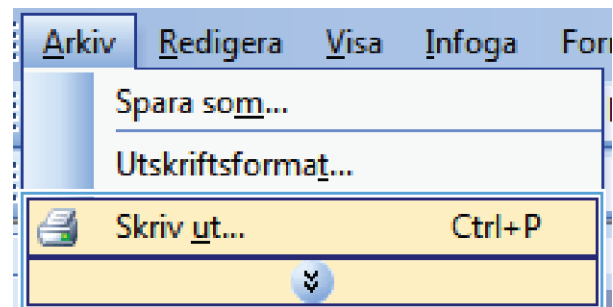 Arkiv Redigera Visa Infoga
Spara som...
Utskriftsformat...
Skriv ut... Ctrl+P